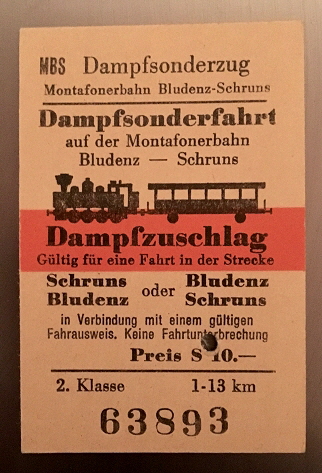 MBS Dampfsonderzug
Montafonerbahn Bludenz-Schruns
Dampfsonderfahrt
auf der Montafonerbahn
Bludenz — Schruns
Dampfzuschlag
Gültig für eine Fahrt in der Strecke
Schruns oder Bludenz
Bludenz Schruns
in Verbindung mit einem gültigen
Fahrausweis. Keine Fahrtunterbrechung
Preis S 10.—
2. Klasse 1-13 km
63893